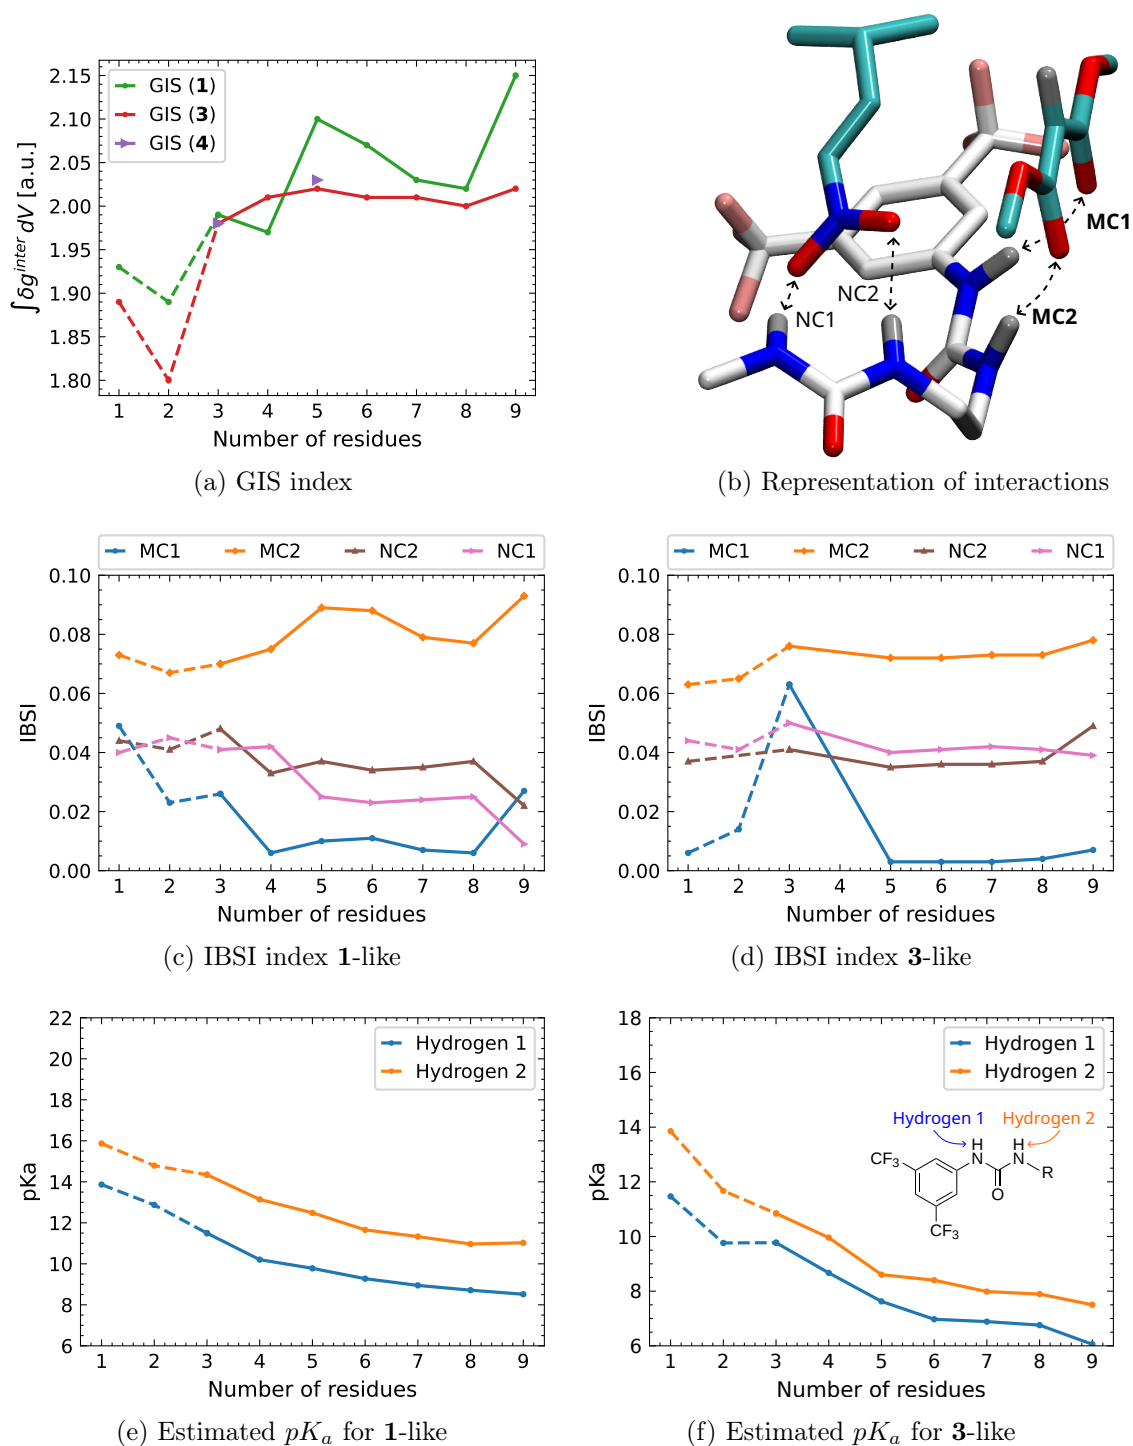 GIS (1)
GIS (3)
GIS (4)
2.15
2.10
2.05
2.00
1.95
1.90
1.85
1.80
∫δg^inter dV [a.u.]
1 2 3 4 5 6 7 8 9
Number of residues
(a) GIS index
MC1
MC2
NC2
NC1
(b) Representation of interactions
MC1 MC2 NC2 NC1
0.10
0.08
0.06
0.04
0.02
0.00
IBSI
1 2 3 4 5 6 7 8 9
Number of residues
(c) IBSI index 1-like
MC1 MC2 NC2 NC1
0.10
0.08
0.06
0.04
0.02
0.00
IBSI
1 2 3 4 5 6 7 8 9
Number of residues
(d) IBSI index 3-like
Hydrogen 1
Hydrogen 2
22
20
18
16
14
12
10
8
6
pKa
1 2 3 4 5 6 7 8 9
Number of residues
(e) Estimated pKₐ for 1-like
Hydrogen 1
Hydrogen 2
18
16
14
12
10
8
6
pKa
Hydrogen 1 Hydrogen 2
H H
CF₃ N N
R
O
CF₃
1 2 3 4 5 6 7 8 9
Number of residues
(f) Estimated pKₐ for 3-like